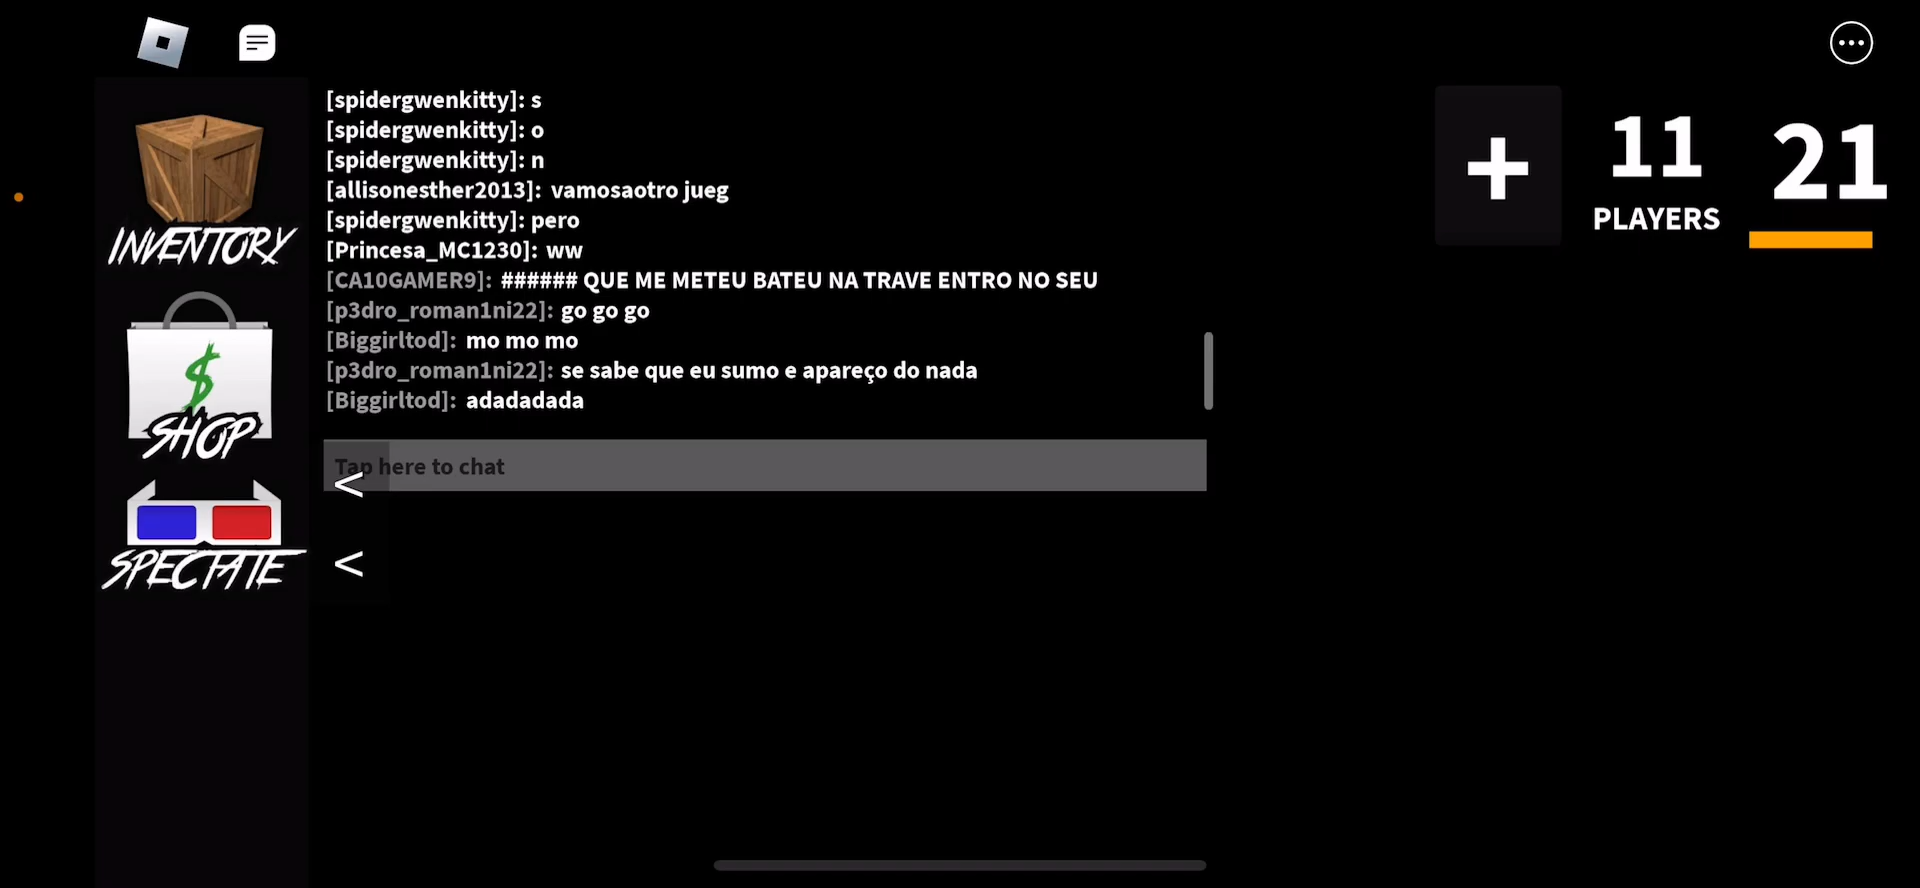 [spidergwenkitty]: s
[spidergwenkitty]: o
[spidergwenkitty]: n
[allisonesther2013]: vamosaotro jueg
[spidergwenkitty]: pero
[Princesa_MC1230]: ww
[CA10GAMER9]: ###### QUE ME METEU BATEU NA TRAVE ENTRO NO SEU
[p3dro_roman1ni22]: go go go
[Biggirltod]: mo mo mo
[p3dro_roman1ni22]: se sabe que eu sumo e apareço do nada
[Biggirltod]: adadadada
Tap here to chat
<
<
INVENTORY
$
SHOP
SPECTATE
+
11
PLAYERS
21